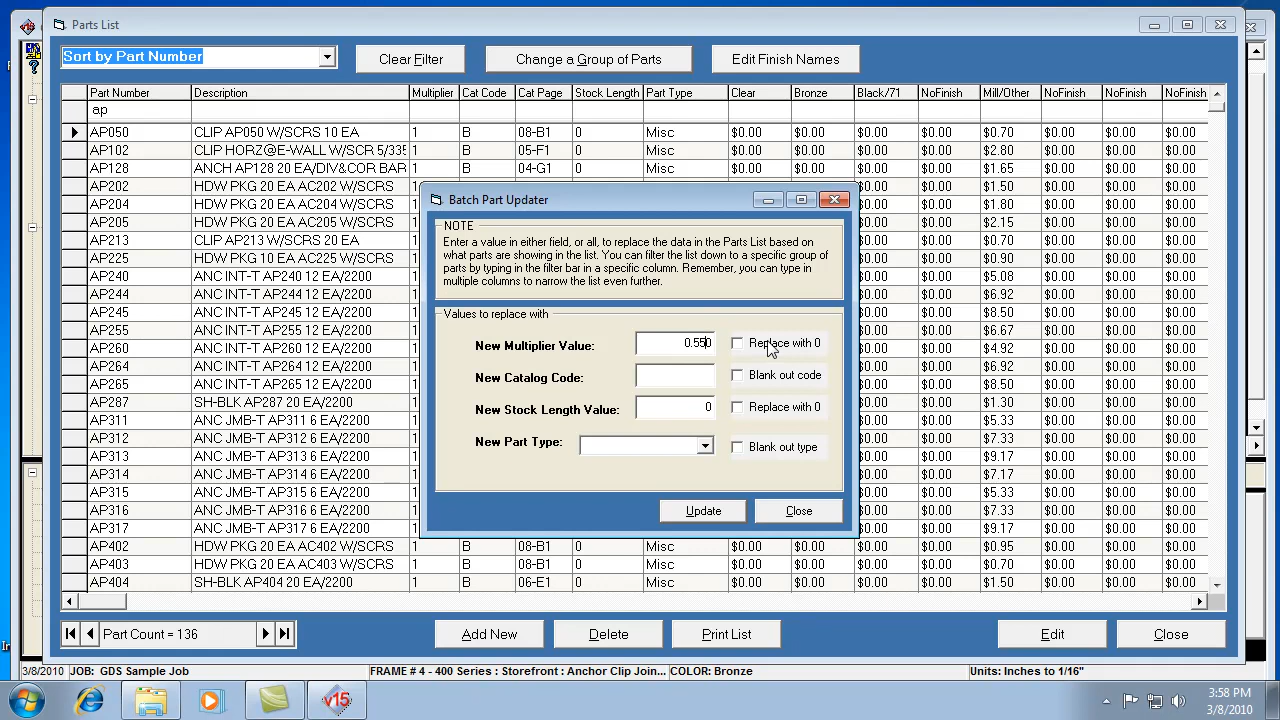 Parts List
Sort by Part Number
Clear Filter
Change a Group of Parts
Edit Finish Names
Part Number Description Multiplier Cat Code Cat Page Stock Length Part Type Clear Bronze Black/71 NoFinish Mill/Other NoFinish NoFinish NoFinish
ap
AP050 CLIP AP050 W/SCRS 10 EA 1 B 08-B1 0 Misc $0.00 $0.00 $0.00 $0.00 $0.70 $0.00 $0.00 $0.00
AP102 CLIP HORZ@E-WALL W/SCR 5/335 1 B 05-F1 0 Misc $0.00 $0.00 $0.00 $0.00 $2.80 $0.00 $0.00 $0.00
AP128 ANCH AP128 20 EA/DIV&COR BAR 1 B 04-G1 0 Misc $0.00 $0.00 $0.00 $0.00 $1.65 $0.00 $0.00 $0.00
AP202 HDW PKG 20 EA AC202 W/SCRS $0.00 $0.00 $1.50 $0.00 $0.00 $0.00
AP204 HDW PKG 20 EA AC204 W/SCRS $0.00 $0.00 $1.65 $0.00 $0.00 $0.00
AP205 HDW PKG 20 EA AC205 W/SCRS $0.00 $0.00 $2.15 $0.00 $0.00 $0.00
AP213 CLIP AP213 W/SCRS 20 EA $0.00 $0.00 $0.90 $0.00 $0.00 $0.00
AP225 HDW PKG 10 EA W/SCRS $0.00 $0.00 $0.00 $0.00 $0.00
AP240 ANC INT-T AP240 12 EA/2200 $0.00 $0.00 $5.08 $0.00 $0.00 $0.00
AP244 ANC INT-T AP244 12 EA/2200 $0.00 $0.00 $6.92 $0.00 $0.00 $0.00
AP245 ANC INT-T AP245 12 EA/2200 $0.00 $0.00 $8.50 $0.00 $0.00 $0.00
AP255 ANC INT-T AP255 12 EA/2200 $0.00 $0.00 $6.67 $0.00 $0.00 $0.00
AP260 ANC INT-T AP260 12 EA/2200 $0.00 $0.00 $4.92 $0.00 $0.00 $0.00
AP264 ANC INT-T AP264 12 EA/2200 $0.00 $0.00 $6.92 $0.00 $0.00 $0.00
AP265 ANC INT-T AP265 12 EA/2200 $0.00 $0.00 $8.50 $0.00 $0.00 $0.00
AP287 SH-BLK AP287 20 EA/2200 $0.00 $0.00 $1.30 $0.00 $0.00 $0.00
AP311 ANC JMB-T AP311 6 EA/2200 $0.00 $0.00 $5.33 $0.00 $0.00 $0.00
AP312 ANC JMB-T AP312 6 EA/2200 $0.00 $0.00 $7.33 $0.00 $0.00 $0.00
AP313 ANC JMB-T AP313 6 EA/2200 $0.00 $0.00 $9.17 $0.00 $0.00 $0.00
AP314 ANC JMB-T AP314 6 EA/2200 $0.00 $0.00 $7.17 $0.00 $0.00 $0.00
AP315 ANC JMB-T AP315 6 EA/2200 $0.00 $0.00 $5.33 $0.00 $0.00 $0.00
AP316 ANC JMB-T AP316 6 EA/2200 $0.00 $0.00 $7.33 $0.00 $0.00 $0.00
AP317 ANC JMB-T AP317 6 EA/2200 $0.00 $0.00 $9.17 $0.00 $0.00 $0.00
AP402 HDW PKG 20 EA AC402 W/SCRS 1 B 08-B1 0 Misc $0.00 $0.00 $0.00 $0.00 $0.95 $0.00 $0.00 $0.00
AP403 HDW PKG 20 EA AC403 W/SCRS 1 B 08-B1 0 Misc $0.00 $0.00 $0.00 $0.00 $0.00 $0.00 $0.00
AP404 SH-BLK AP404 20 EA/2200 1 B 06-E1 0 Misc $0.00 $0.00 $0.00 $0.00 $1.50 $0.00 $0.00 $0.00
Batch Part Updater
NOTE
Enter a value in either field, or all, to replace the data in the Parts List based on
what parts are showing in the list. You can filter the list down to a specific group of
parts by typing in the filter bar in a specific column. Remember, you can type in
multiple columns to narrow the list even further.
Values to replace with
New Multiplier Value: 0.550 Replace with 0
New Catalog Code: Blank out code
New Stock Length Value: 0 Replace with 0
New Part Type: Blank out type
Update Close
Part Count = 136
Add New
Delete
Print List
Edit
Close
3/8/2010 JOB: GDS Sample Job FRAME # 4 - 400 Series : Storefront : Anchor Clip Join... COLOR: Bronze Units: Inches to 1/16"
v15
3:58 PM
3/8/2010